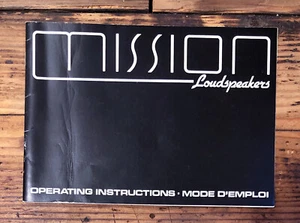 mission
Loudspeakers
OPERATING INSTRUCTIONS · MODE D'EMPLOI